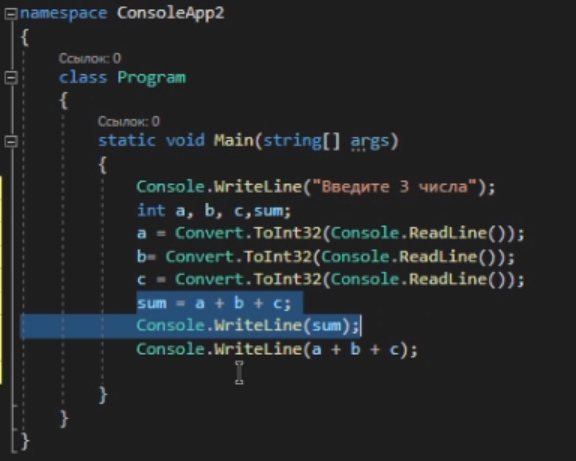 namespace ConsoleApp2
{
Ссылок: 0
class Program
{
Ссылок: 0
static void Main(string[] args)
{
Console.WriteLine("Введите 3 числа");
int a, b, c,sum;
a = Convert.ToInt32(Console.ReadLine());
b= Convert.ToInt32(Console.ReadLine());
c = Convert.ToInt32(Console.ReadLine());
sum = a + b + c;
Console.WriteLine(sum);
Console.WriteLine(a + b + c);
}
}
}